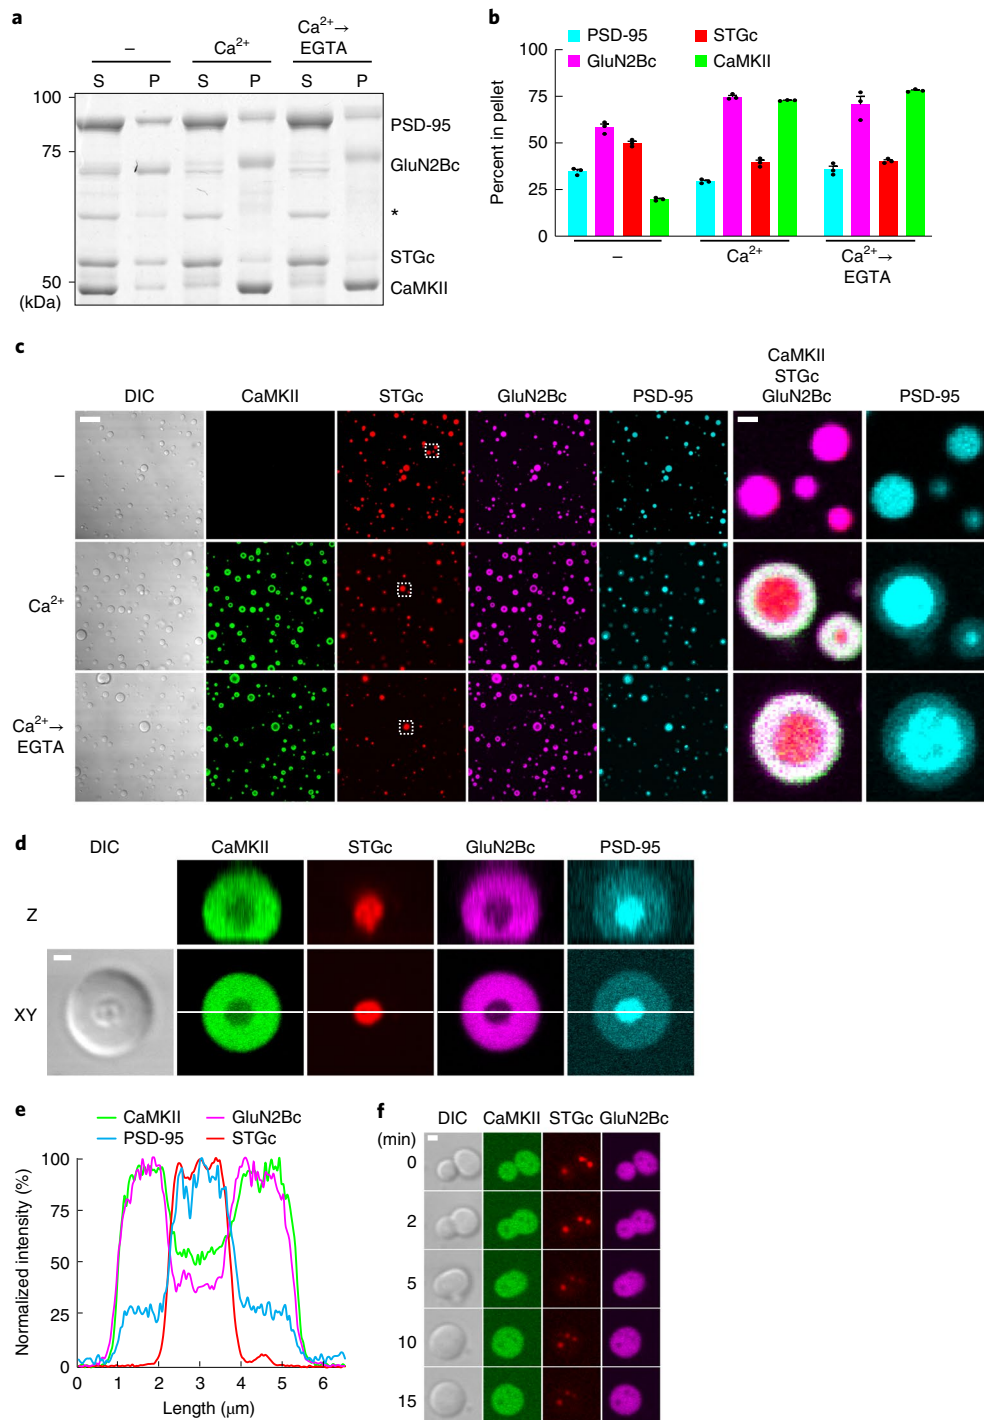 a
– Ca²⁺ Ca²⁺→
EGTA
S P S P S P
100
75
50
(kDa)
PSD-95
GluN2Bc
*
STGc
CaMKII
b
PSD-95 STGc
GluN2Bc CaMKII
Percent in pellet
100
75
50
25
0
– Ca²⁺ Ca²⁺→
EGTA
c
DIC CaMKII STGc GluN2Bc PSD-95 CaMKII
STGc
GluN2Bc
PSD-95
–
Ca²⁺
Ca²⁺→
EGTA
d
DIC CaMKII STGc GluN2Bc PSD-95
Z
XY
e
CaMKII GluN2Bc
PSD-95 STGc
Normalized intensity (%)
100
75
50
25
0
0 1 2 3 4 5 6
Length (μm)
f
DIC CaMKII STGc GluN2Bc
(min)
0
2
5
10
15